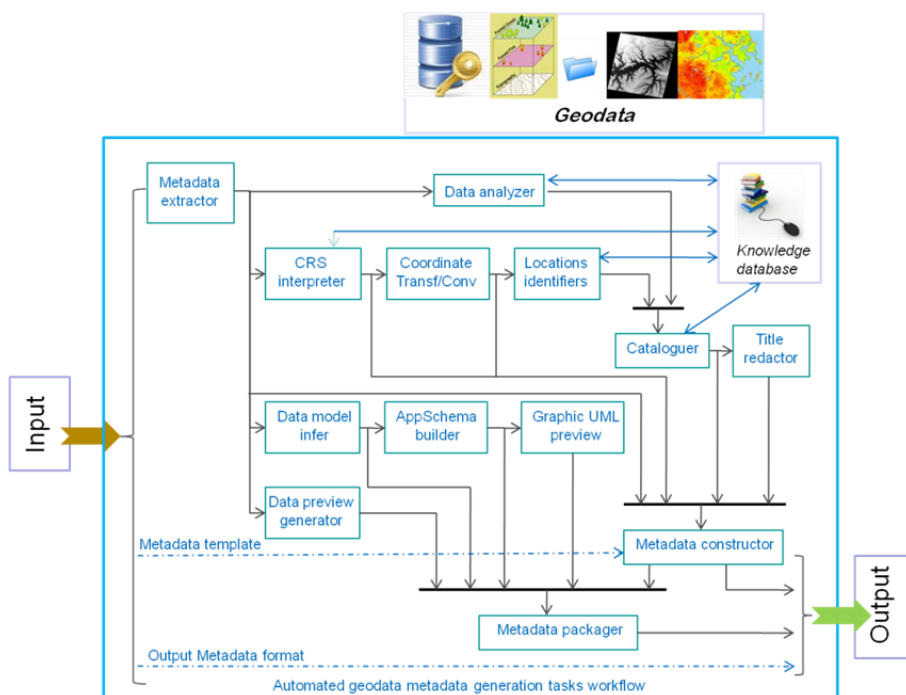 Geodata
Metadata
extractor
Data analyzer
Knowledge
database
CRS
interpreter
Coordinate
Transf/Conv
Locations
identifiers
Cataloguer
Title
redactor
Input
Data model
infer
AppSchema
builder
Graphic UML
preview
Data preview
generator
Metadata template
Metadata constructor
Output
Metadata packager
Output Metadata format
Automated geodata metadata generation tasks workflow